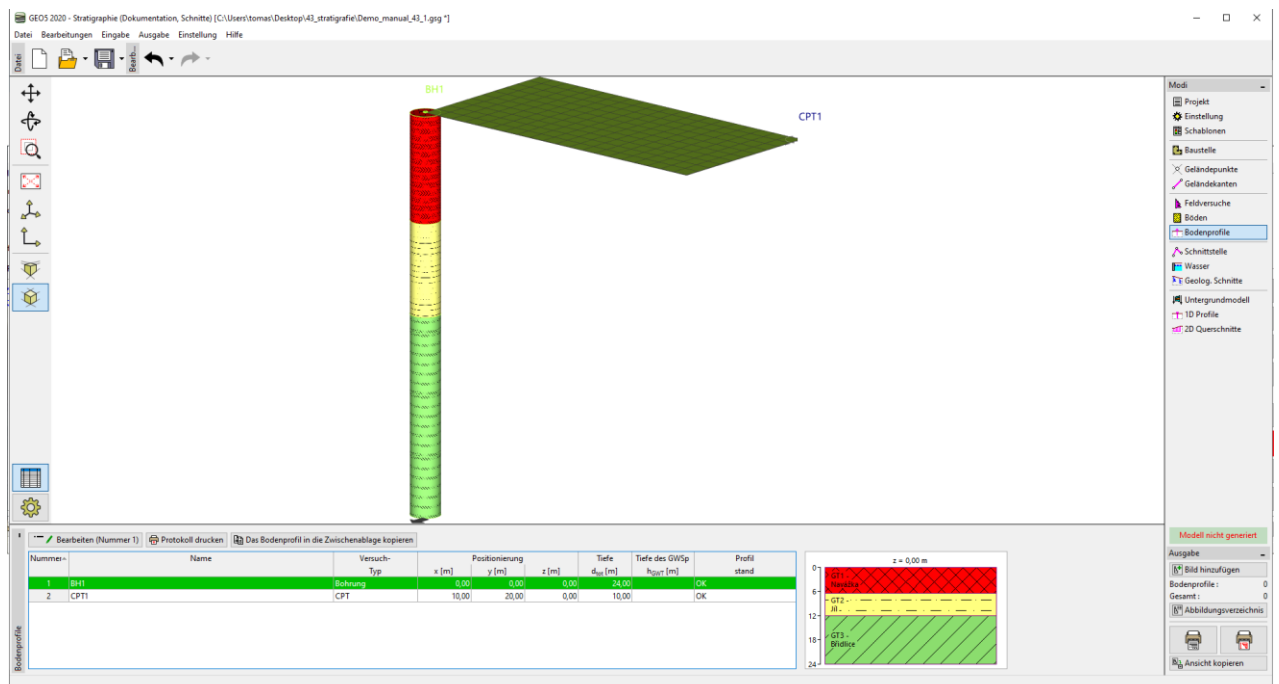 GEO5 2020 - Stratigraphie (Dokumentation, Schnitte) [C:\Users\tomas\Desktop\43_stratigrafie\Demo_manual_43_1.gsg *]
Datei Bearbeitungen Eingabe Ausgabe Einstellung Hilfe
Datei
Bearb...
BH1
CPT1
Modi
Projekt
Einstellung
Schablonen
Baustelle
Geländepunkte
Geländekanten
Feldversuche
Böden
Bodenprofile
Schnittstelle
Wasser
Geolog. Schnitte
Untergrundmodell
1D Profile
2D Querschnitte
Bearbeiten (Nummer 1) Protokoll drucken Das Bodenprofil in die Zwischenablage kopieren
Nummer Name Versuch- Positionierung Tiefe Tiefe des GWSp Profil
Typ x [m] y [m] z [m] dtot [m] hGWT [m] stand
1 BH1 Bohrung 0,00 0,00 0,00 24,00 OK
2 CPT1 CPT 10,00 20,00 0,00 10,00 OK
Bodenprofile
z = 0,00 m
0
GT1 -
Navážka
6
GT2 -
Jíl
12
18
GT3 -
Břidlice
24
Modell nicht generiert
Ausgabe
Bild hinzufügen
Bodenprofile : 0
Gesamt : 0
Abbildungsverzeichnis
Ansicht kopieren